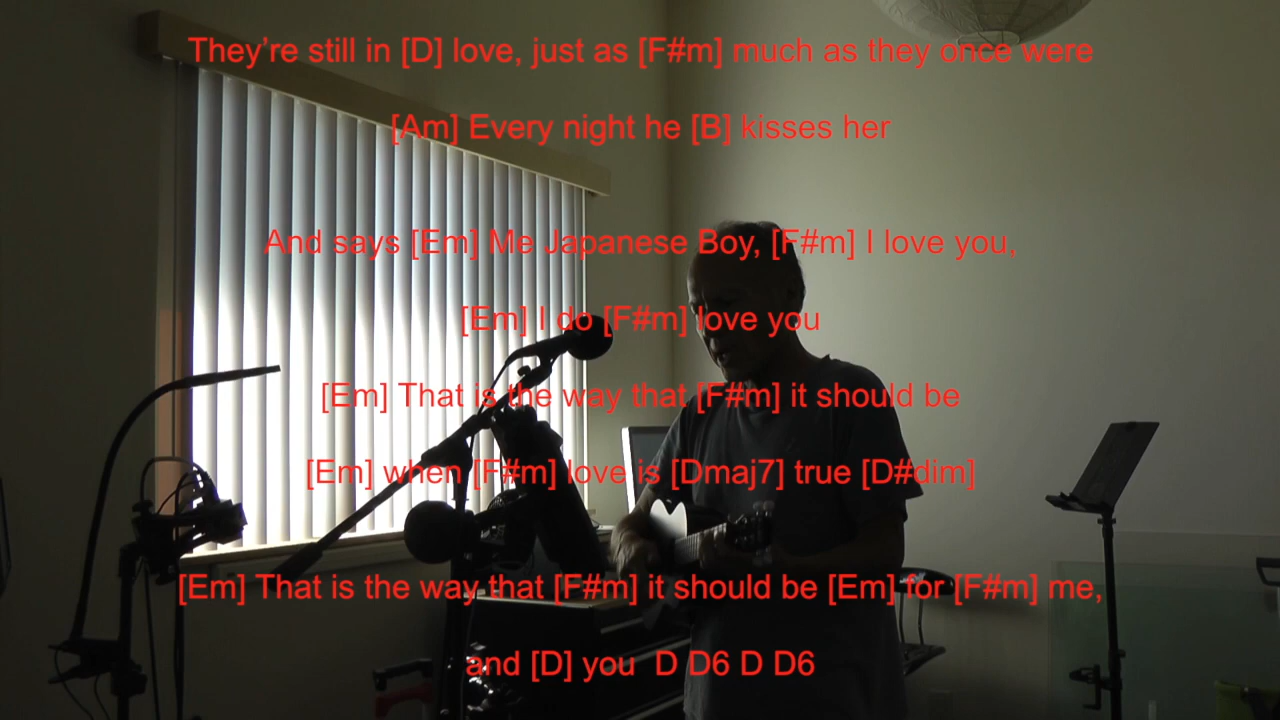 They’re still in [D] love, just as [F#m] much as they once were
[Am] Every night he [B] kisses her
And says [Em] Me Japanese Boy, [F#m] I love you,
[Em] I do [F#m] love you
[Em] That is the way that [F#m] it should be
[Em] when [F#m] love is [Dmaj7] true [D#dim]
[Em] That is the way that [F#m] it should be [Em] for [F#m] me,
and [D] you  D D6 D D6